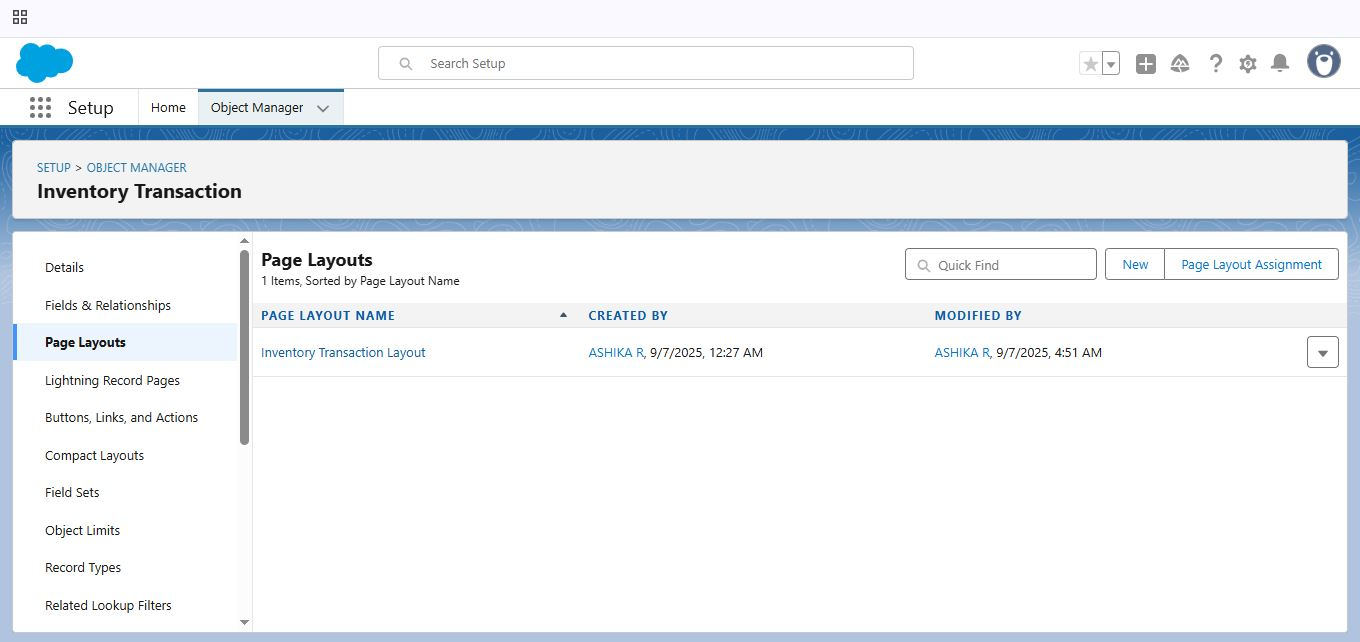 Search Setup
Setup
Home
Object Manager
SETUP > OBJECT MANAGER
Inventory Transaction
Details
Fields & Relationships
Page Layouts
Lightning Record Pages
Buttons, Links, and Actions
Compact Layouts
Field Sets
Object Limits
Record Types
Related Lookup Filters
Page Layouts
1 Items, Sorted by Page Layout Name
Quick Find
New
Page Layout Assignment
PAGE LAYOUT NAME CREATED BY MODIFIED BY
Inventory Transaction Layout ASHIKA R, 9/7/2025, 12:27 AM ASHIKA R, 9/7/2025, 4:51 AM